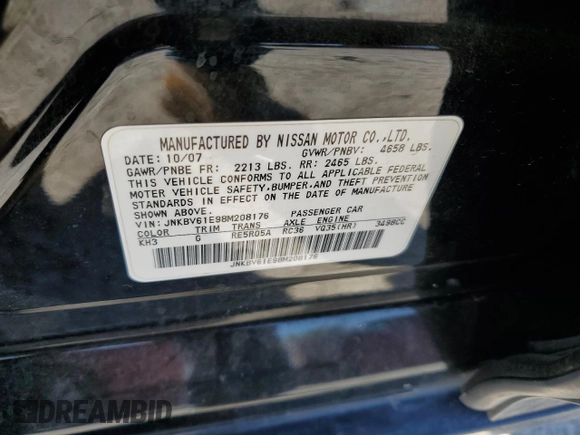 MANUFACTURED BY NISSAN MOTOR CO.,LTD.
DATE: 10/07 GVWR/PNBV: 4658 LBS.
GAWR/PNBE FR: 2213 LBS. RR: 2465 LBS.
THIS VEHICLE CONFORMS TO ALL APPLICABLE FEDERAL
MOTOR VEHICLE SAFETY,BUMPER,AND THEFT PREVENTION
STANDARDS IN EFFECT ON THE DATE OF MANUFACTURE
SHOWN ABOVE.
VIN: JNKBV61E98M208176 PASSENGER CAR
COLOR TRIM TRANS AXLE ENGINE
KH3 G RE5R05A RC36 VQ35(HR) 3498CC
JNKBV61E98M208176
DREAMBID